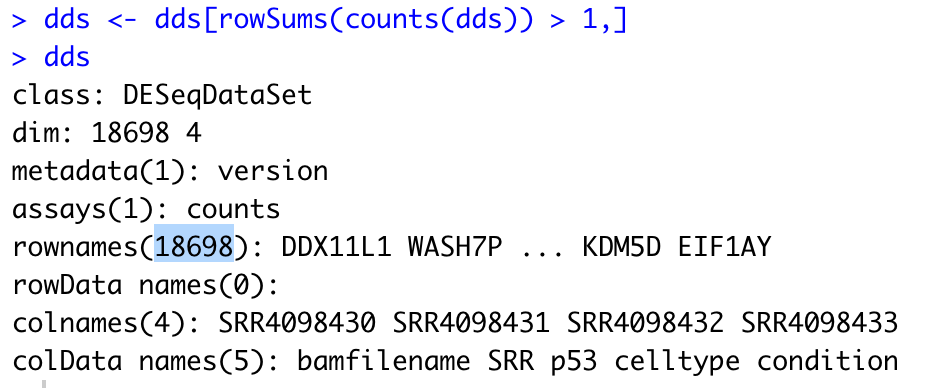 > dds <- dds[rowSums(counts(dds)) > 1,]
> dds
class: DESeqDataSet
dim: 18698 4
metadata(1): version
assays(1): counts
rownames(18698): DDX11L1 WASH7P ... KDM5D EIF1AY
rowData names(0):
colnames(4): SRR4098430 SRR4098431 SRR4098432 SRR4098433
colData names(5): bamfilename SRR p53 celltype condition